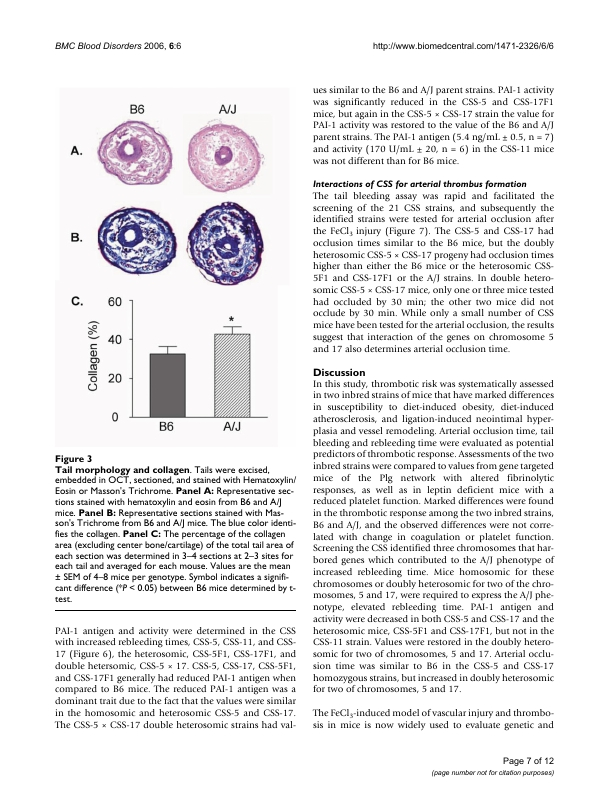 BMC Blood Disorders 2006, 6:6
http://www.biomedcentral.com/1471-2326/6/6
B6
A/J
A.
B.
C.
60
40
20
0
Collagen (%)
*
B6
A/J
Figure 3
Tail morphology and collagen. Tails were excised,
embedded in OCT, sectioned, and stained with Hematoxylin/
Eosin or Masson's Trichrome. Panel A: Representative sec-
tions stained with hematoxylin and eosin from B6 and A/J
mice. Panel B: Representative sections stained with Mas-
son's Trichrome from B6 and A/J mice. The blue color identi-
fies the collagen. Panel C: The percentage of the collagen
area (excluding center bone/cartilage) of the total tail area of
each section was determined in 3–4 sections at 2–3 sites for
each tail and averaged for each mouse. Values are the mean
± SEM of 4–8 mice per genotype. Symbol indicates a signifi-
cant difference (*P < 0.05) between B6 mice determined by t-
test.
PAI-1 antigen and activity were determined in the CSS
with increased rebleeding times, CSS-5, CSS-11, and CSS-
17 (Figure 6), the heterosomic, CSS-5F1, CSS-17F1, and
double hetersomic, CSS-5 × 17. CSS-5, CSS-17, CSS-5F1,
and CSS-17F1 generally had reduced PAI-1 antigen when
compared to B6 mice. The reduced PAI-1 antigen was a
dominant trait due to the fact that the values were similar
in the homosomic and heterosomic CSS-5 and CSS-17.
The CSS-5 × CSS-17 double heterosomic strains had val-
ues similar to the B6 and A/J parent strains. PAI-1 activity
was significantly reduced in the CSS-5 and CSS-17F1
mice, but again in the CSS-5 × CSS-17 strain the value for
PAI-1 activity was restored to the value of the B6 and A/J
parent strains. The PAI-1 antigen (5.4 ng/mL ± 0.5, n = 7)
and activity (170 U/mL ± 20, n = 6) in the CSS-11 mice
was not different than for B6 mice.
Interactions of CSS for arterial thrombus formation
The tail bleeding assay was rapid and facilitated the
screening of the 21 CSS strains, and subsequently the
identified strains were tested for arterial occlusion after
the FeCl3 injury (Figure 7). The CSS-5 and CSS-17 had
occlusion times similar to the B6 mice, but the doubly
heterosomic CSS-5 × CSS-17 progeny had occlusion times
higher than either the B6 mice or the heterosomic CSS-
5F1 and CSS-17F1 or the A/J strains. In double hetero-
somic CSS-5 × CSS-17 mice, only one or three mice tested
had occluded by 30 min; the other two mice did not
occlude by 30 min. While only a small number of CSS
mice have been tested for the arterial occlusion, the results
suggest that interaction of the genes on chromosome 5
and 17 also determines arterial occlusion time.
Discussion
In this study, thrombotic risk was systematically assessed
in two inbred strains of mice that have marked differences
in susceptibility to diet-induced obesity, diet-induced
atherosclerosis, and ligation-induced neointimal hyper-
plasia and vessel remodeling. Arterial occlusion time, tail
bleeding and rebleeding time were evaluated as potential
predictors of thrombotic response. Assessments of the two
inbred strains were compared to values from gene targeted
mice of the Plg network with altered fibrinolytic
responses, as well as in leptin deficient mice with a
reduced platelet function. Marked differences were found
in the thrombotic response among the two inbred strains,
B6 and A/J, and the observed differences were not corre-
lated with change in coagulation or platelet function.
Screening the CSS identified three chromosomes that har-
bored genes which contributed to the A/J phenotype of
increased rebleeding time. Mice homosomic for these
chromosomes or doubly heterosomic for two of the chro-
mosomes, 5 and 17, were required to express the A/J phe-
notype, elevated rebleeding time. PAI-1 antigen and
activity were decreased in both CSS-5 and CSS-17 and the
heterosomic mice, CSS-5F1 and CSS-17F1, but not in the
CSS-11 strain. Values were restored in the doubly hetero-
somic for two of chromosomes, 5 and 17. Arterial occlu-
sion time was similar to B6 in the CSS-5 and CSS-17
homozygous strains, but increased in doubly heterosomic
for two of chromosomes, 5 and 17.
The FeCl3-induced model of vascular injury and thrombo-
sis in mice is now widely used to evaluate genetic and
Page 7 of 12
(page number not for citation purposes)